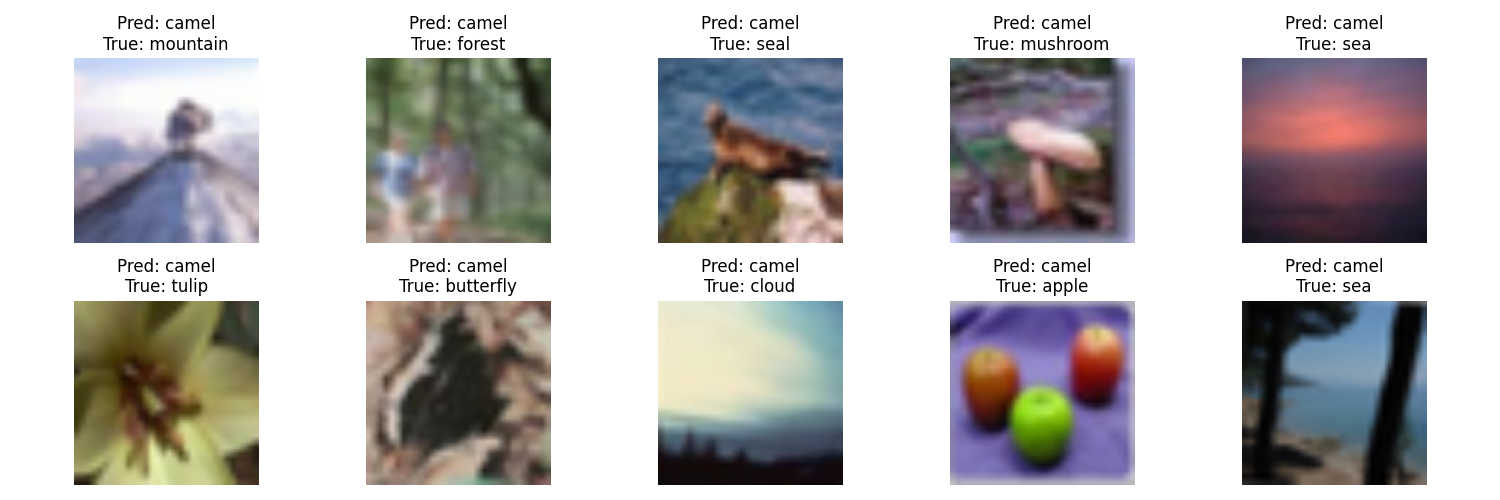 Pred: camel
True: mountain
Pred: camel
True: forest
Pred: camel
True: seal
Pred: camel
True: mushroom
Pred: camel
True: sea
Pred: camel
True: tulip
Pred: camel
True: butterfly
Pred: camel
True: cloud
Pred: camel
True: apple
Pred: camel
True: sea